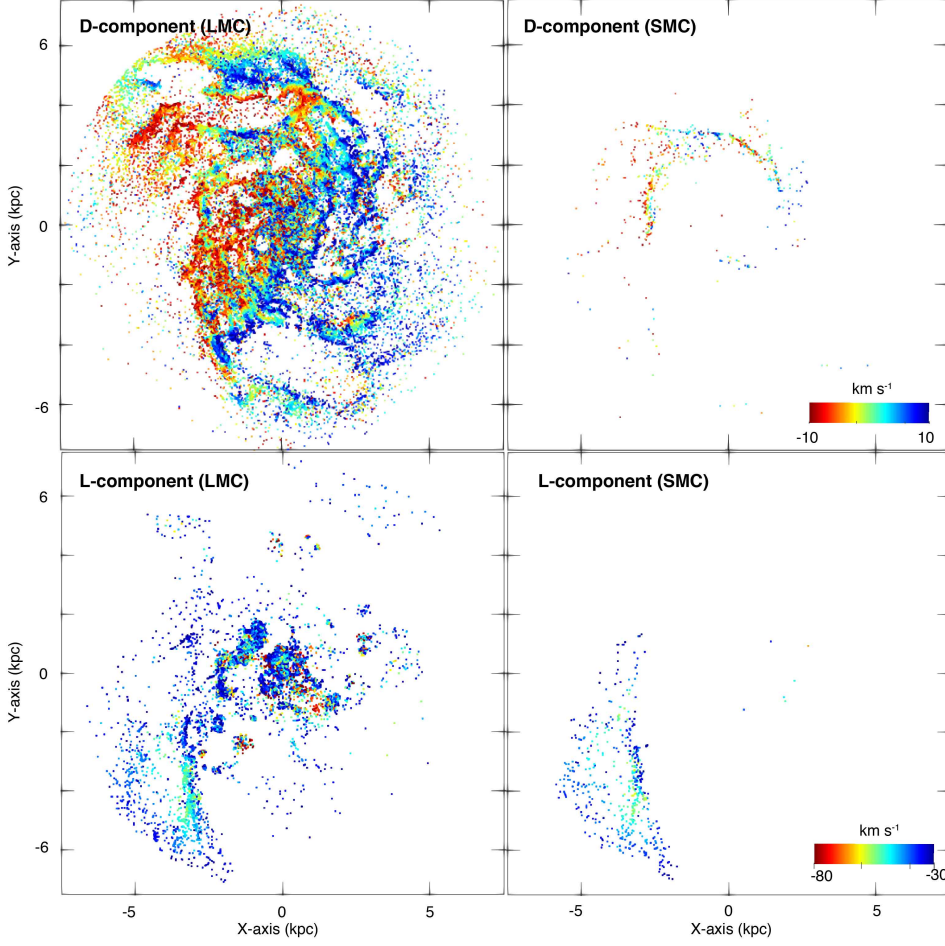 D-component (LMC)
D-component (SMC)
6
0
-6
Y-axis (kpc)
km s⁻¹
-10
10
L-component (LMC)
L-component (SMC)
6
0
-6
Y-axis (kpc)
km s⁻¹
-80
-30
-5
0
5
-5
0
5
X-axis (kpc)
X-axis (kpc)